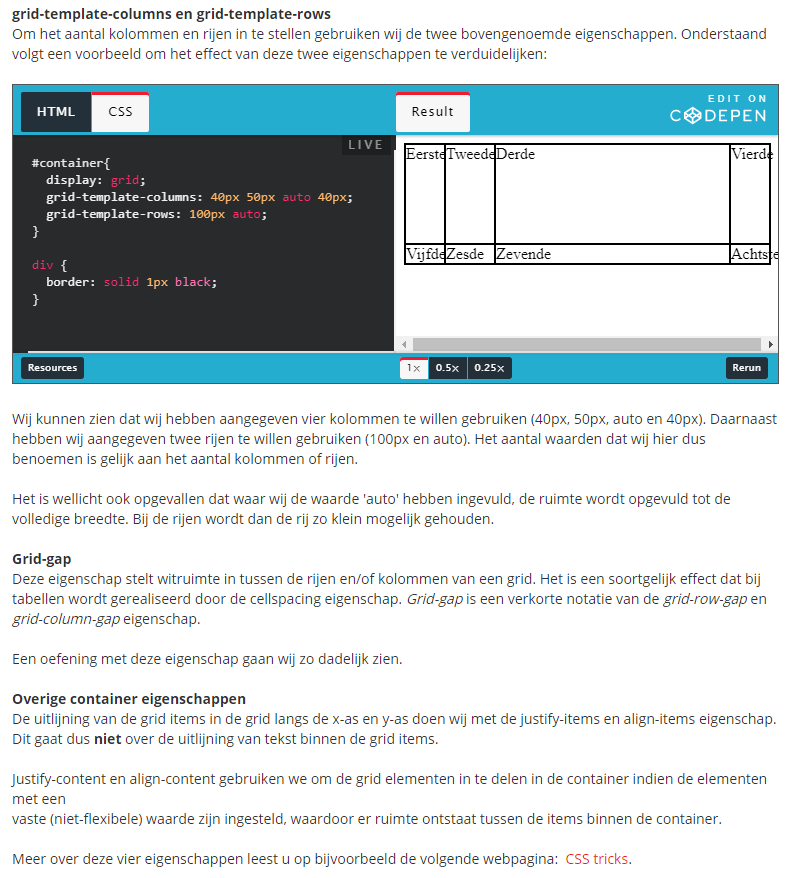 grid-template-columns en grid-template-rows
Om het aantal kolommen en rijen in te stellen gebruiken wij de twee bovengenoemde eigenschappen. Onderstaand
volgt een voorbeeld om het effect van deze twee eigenschappen te verduidelijken:
HTML CSS Result EDIT ON
CODEPEN
LIVE
#container{
display: grid;
grid-template-columns: 40px 50px auto 40px;
grid-template-rows: 100px auto;
}
div {
border: solid 1px black;
}
Eerste Tweede Derde Vierde
Vijfde Zesde Zevende Achtste
Resources 1x 0.5x 0.25x Rerun
Wij kunnen zien dat wij hebben aangegeven vier kolommen te willen gebruiken (40px, 50px, auto en 40px). Daarnaast
hebben wij aangegeven twee rijen te willen gebruiken (100px en auto). Het aantal waarden dat wij hier dus
benoemen is gelijk aan het aantal kolommen of rijen.
Het is wellicht ook opgevallen dat waar wij de waarde 'auto' hebben ingevuld, de ruimte wordt opgevuld tot de
volledige breedte. Bij de rijen wordt dan de rij zo klein mogelijk gehouden.
Grid-gap
Deze eigenschap stelt witruimte in tussen de rijen en/of kolommen van een grid. Het is een soortgelijk effect dat bij
tabellen wordt gerealiseerd door de cellspacing eigenschap. Grid-gap is een verkorte notatie van de grid-row-gap en
grid-column-gap eigenschap.
Een oefening met deze eigenschap gaan wij zo dadelijk zien.
Overige container eigenschappen
De uitlijning van de grid items in de grid langs de x-as en y-as doen wij met de justify-items en align-items eigenschap.
Dit gaat dus niet over de uitlijning van tekst binnen de grid items.
Justify-content en align-content gebruiken we om de grid elementen in te delen in de container indien de elementen
met een
vaste (niet-flexibele) waarde zijn ingesteld, waardoor er ruimte ontstaat tussen de items binnen de container.
Meer over deze vier eigenschappen leest u op bijvoorbeeld de volgende webpagina: CSS tricks.